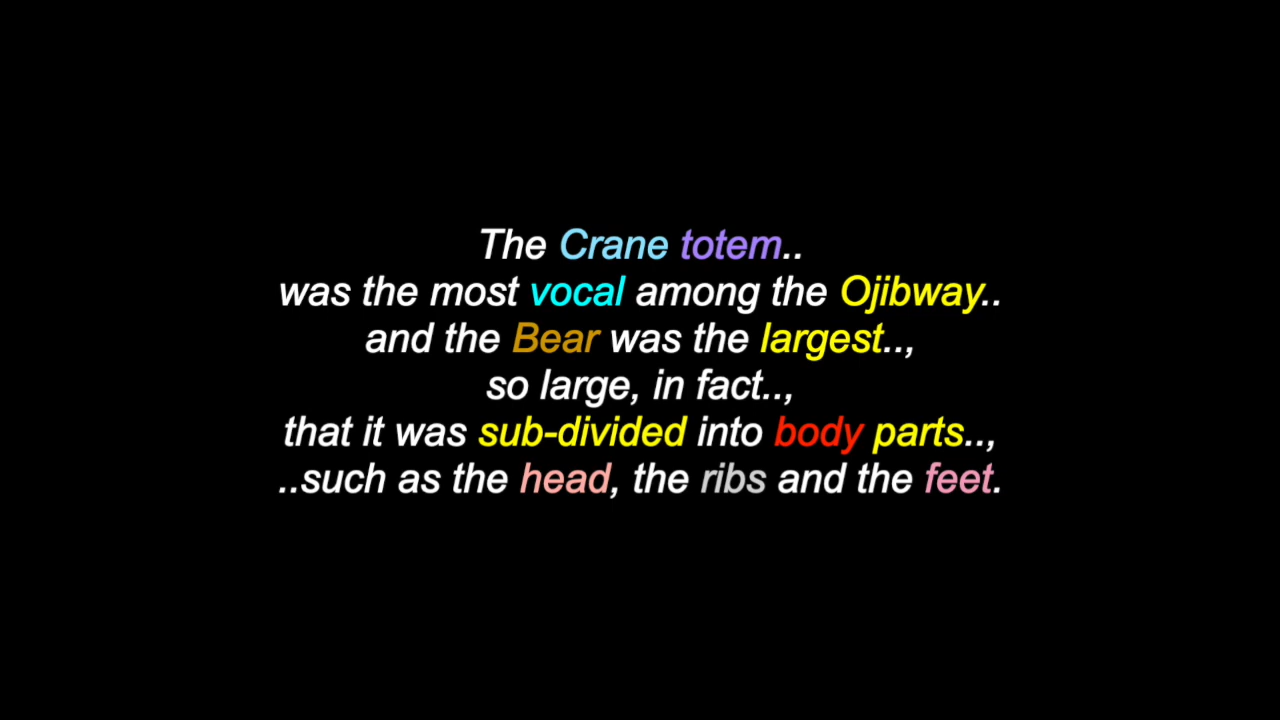 The Crane totem..
was the most vocal among the Ojibway..
and the Bear was the largest..,
so large, in fact..,
that it was sub-divided into body parts..,
..such as the head, the ribs and the feet.